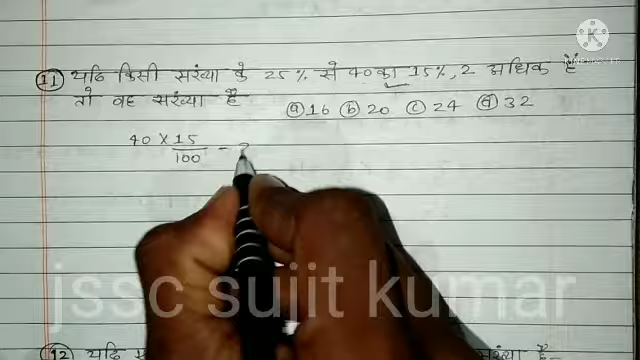 KINEMASTER
11 यदि किसी संख्या के 25% से 40 का 15%, 2 अधिक हैं
तो वह संख्या है
a 16 b 20 c 24 d 32
40 × 15
100 -
jssc sujit kumar
12 यदि
संख्या है